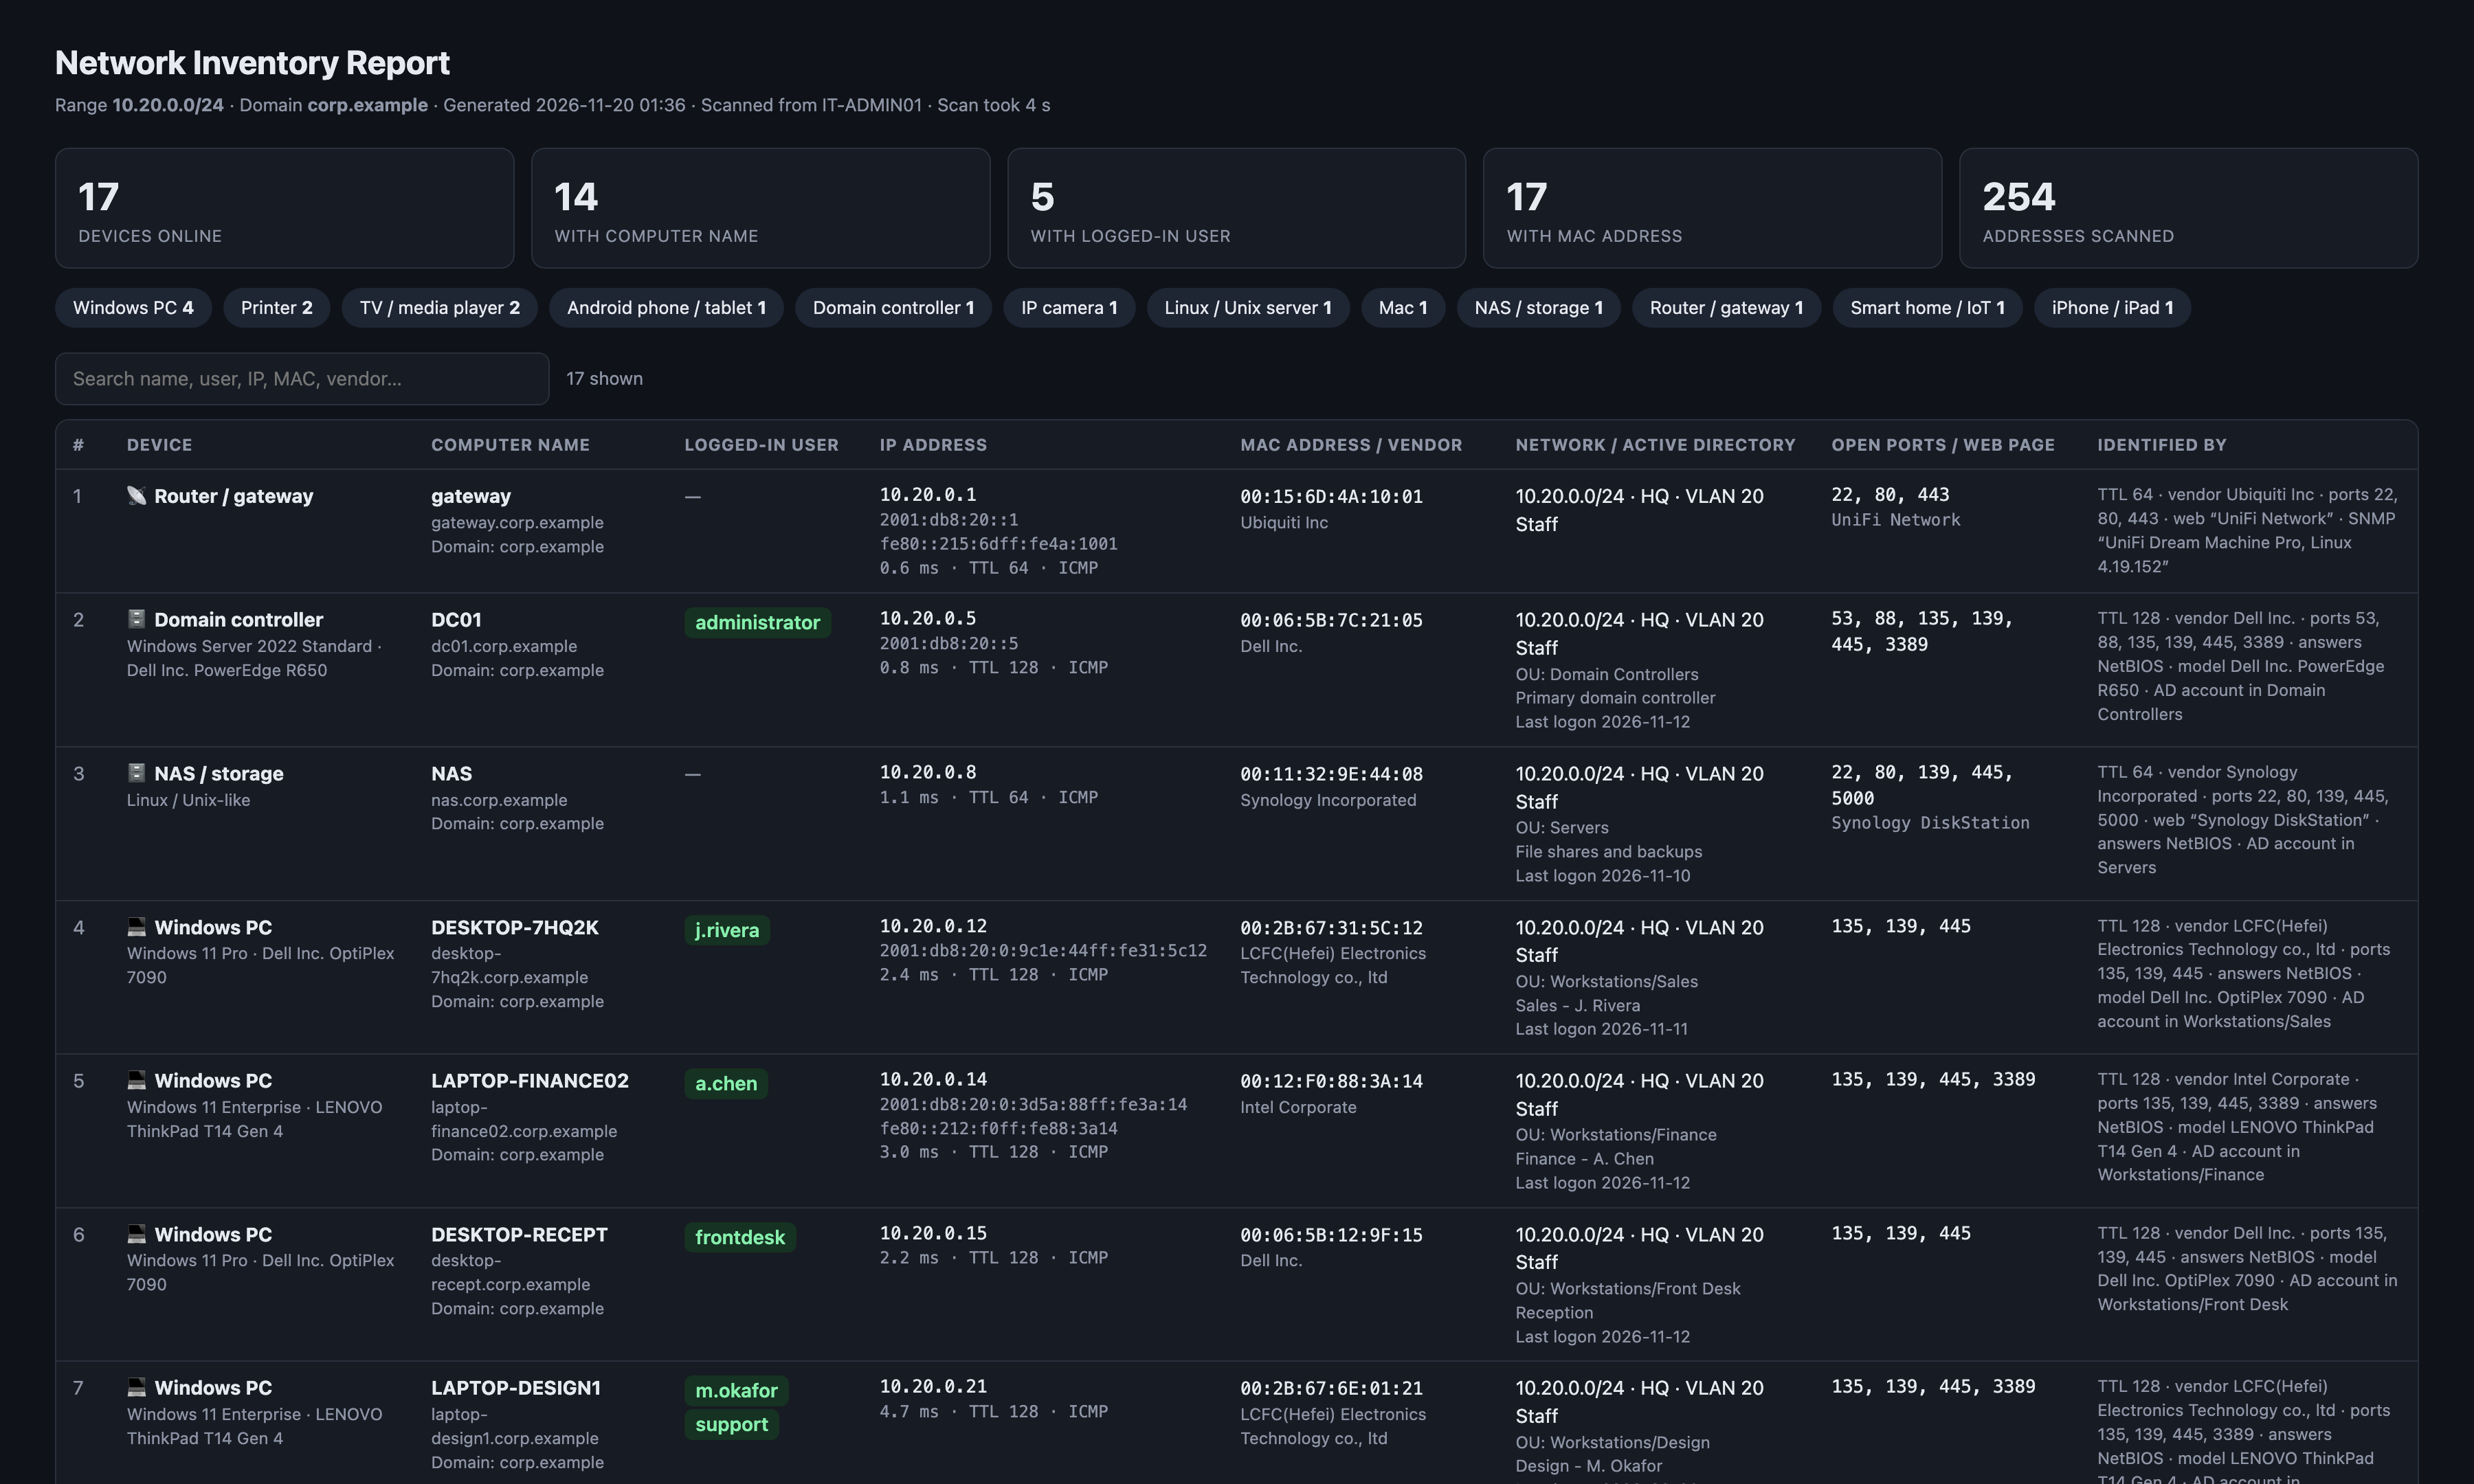 Network Inventory Report
Range 10.20.0.0/24 · Domain corp.example · Generated 2026-11-20 01:36 · Scanned from IT-ADMIN01 · Scan took 4 s
17
DEVICES ONLINE
14
WITH COMPUTER NAME
5
WITH LOGGED-IN USER
17
WITH MAC ADDRESS
254
ADDRESSES SCANNED
Windows PC 4
Printer 2
TV / media player 2
Android phone / tablet 1
Domain controller 1
IP camera 1
Linux / Unix server 1
Mac 1
NAS / storage 1
Router / gateway 1
Smart home / IoT 1
iPhone / iPad 1
Search name, user, IP, MAC, vendor...
17 shown
# DEVICE COMPUTER NAME LOGGED-IN USER IP ADDRESS MAC ADDRESS / VENDOR NETWORK / ACTIVE DIRECTORY OPEN PORTS / WEB PAGE IDENTIFIED BY
1
Router / gateway
gateway
gateway.corp.example
Domain: corp.example
—
10.20.0.1
2001:db8:20::1
fe80::215:6dff:fe4a:1001
0.6 ms · TTL 64 · ICMP
00:15:6D:4A:10:01
Ubiquiti Inc
10.20.0.0/24 · HQ · VLAN 20
Staff
22, 80, 443
UniFi Network
TTL 64 · vendor Ubiquiti Inc · ports 22,
80, 443 · web “UniFi Network” · SNMP
“UniFi Dream Machine Pro, Linux
4.19.152”
2
Domain controller
Windows Server 2022 Standard ·
Dell Inc. PowerEdge R650
DC01
dc01.corp.example
Domain: corp.example
administrator
10.20.0.5
2001:db8:20::5
0.8 ms · TTL 128 · ICMP
00:06:5B:7C:21:05
Dell Inc.
10.20.0.0/24 · HQ · VLAN 20
Staff
OU: Domain Controllers
Primary domain controller
Last logon 2026-11-12
53, 88, 135, 139,
445, 3389
TTL 128 · vendor Dell Inc. · ports 53,
88, 135, 139, 445, 3389 · answers
NetBIOS · model Dell Inc. PowerEdge
R650 · AD account in Domain
Controllers
3
NAS / storage
Linux / Unix-like
NAS
nas.corp.example
Domain: corp.example
—
10.20.0.8
1.1 ms · TTL 64 · ICMP
00:11:32:9E:44:08
Synology Incorporated
10.20.0.0/24 · HQ · VLAN 20
Staff
OU: Servers
File shares and backups
Last logon 2026-11-10
22, 80, 139, 445,
5000
Synology DiskStation
TTL 64 · vendor Synology
Incorporated · ports 22, 80, 139, 445,
5000 · web “Synology DiskStation” ·
answers NetBIOS · AD account in
Servers
4
Windows PC
Windows 11 Pro · Dell Inc. OptiPlex
7090
DESKTOP-7HQ2K
desktop-
7hq2k.corp.example
Domain: corp.example
j.rivera
10.20.0.12
2001:db8:20:0:9c1e:44ff:fe31:5c12
2.4 ms · TTL 128 · ICMP
00:2B:67:31:5C:12
LCFC(Hefei) Electronics
Technology co., ltd
10.20.0.0/24 · HQ · VLAN 20
Staff
OU: Workstations/Sales
Sales - J. Rivera
Last logon 2026-11-11
135, 139, 445
TTL 128 · vendor LCFC(Hefei)
Electronics Technology co., ltd · ports
135, 139, 445 · answers NetBIOS ·
model Dell Inc. OptiPlex 7090 · AD
account in Workstations/Sales
5
Windows PC
Windows 11 Enterprise · LENOVO
ThinkPad T14 Gen 4
LAPTOP-FINANCE02
laptop-
finance02.corp.example
Domain: corp.example
a.chen
10.20.0.14
2001:db8:20:0:3d5a:88ff:fe3a:14
fe80::212:f0ff:fe88:3a14
3.0 ms · TTL 128 · ICMP
00:12:F0:88:3A:14
Intel Corporate
10.20.0.0/24 · HQ · VLAN 20
Staff
OU: Workstations/Finance
Finance - A. Chen
Last logon 2026-11-12
135, 139, 445, 3389
TTL 128 · vendor Intel Corporate ·
ports 135, 139, 445, 3389 · answers
NetBIOS · model LENOVO ThinkPad
T14 Gen 4 · AD account in
Workstations/Finance
6
Windows PC
Windows 11 Pro · Dell Inc. OptiPlex
7090
DESKTOP-RECEPT
desktop-
recept.corp.example
Domain: corp.example
frontdesk
10.20.0.15
2.2 ms · TTL 128 · ICMP
00:06:5B:12:9F:15
Dell Inc.
10.20.0.0/24 · HQ · VLAN 20
Staff
OU: Workstations/Front Desk
Reception
Last logon 2026-11-12
135, 139, 445
TTL 128 · vendor Dell Inc. · ports 135,
139, 445 · answers NetBIOS · model
Dell Inc. OptiPlex 7090 · AD account in
Workstations/Front Desk
7
Windows PC
Windows 11 Enterprise · LENOVO
ThinkPad T14 Gen 4
LAPTOP-DESIGN1
laptop-
design1.corp.example
Domain: corp.example
m.okafor
support
10.20.0.21
4.7 ms · TTL 128 · ICMP
00:2B:67:6E:01:21
LCFC(Hefei) Electronics
Technology co., ltd
10.20.0.0/24 · HQ · VLAN 20
Staff
OU: Workstations/Design
Design - M. Okafor
135, 139, 445, 3389
TTL 128 · vendor LCFC(Hefei)
Electronics Technology co., ltd · ports
135, 139, 445, 3389 · answers
NetBIOS · model LENOVO ThinkPad
T14 Gen 4 · AD account in